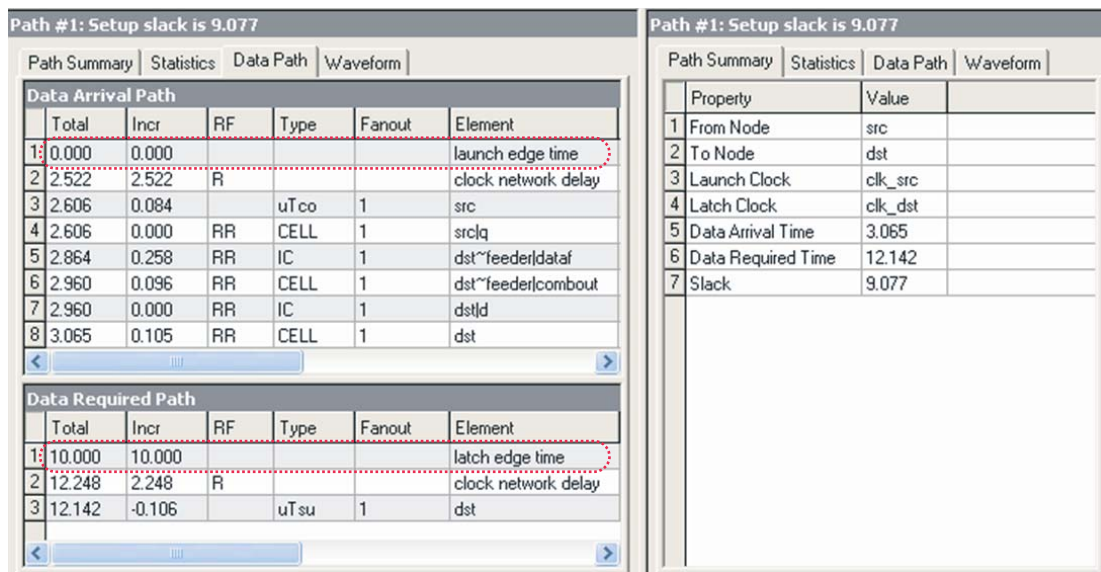 Path #1: Setup slack is 9.077
Path Summary Statistics Data Path Waveform
Data Arrival Path
Total Incr RF Type Fanout Element
1 0.000 0.000 launch edge time
2 2.522 2.522 R clock network delay
3 2.606 0.084 uTco 1 src
4 2.606 0.000 RR CELL 1 src|q
5 2.864 0.258 RR IC 1 dst~feeder|dataf
6 2.960 0.096 RR CELL 1 dst~feeder|combout
7 2.960 0.000 RR IC 1 dst|d
8 3.065 0.105 RR CELL 1 dst
Data Required Path
Total Incr RF Type Fanout Element
1 10.000 10.000 latch edge time
2 12.248 2.248 R clock network delay
3 12.142 -0.106 uTsu 1 dst
Path #1: Setup slack is 9.077
Path Summary Statistics Data Path Waveform
Property Value
1 From Node src
2 To Node dst
3 Launch Clock clk_src
4 Latch Clock clk_dst
5 Data Arrival Time 3.065
6 Data Required Time 12.142
7 Slack 9.077